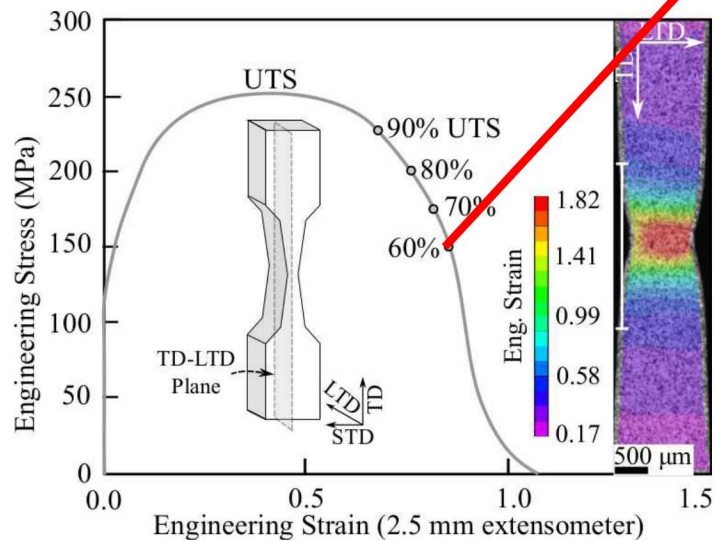 300
250
200
150
100
50
0
Engineering Stress (MPa)
UTS
90% UTS
80%
70%
60%
TD-LTD
Plane
LTD
TD
STD
0.0
0.5
1.0
1.5
Engineering Strain (2.5 mm extensometer)
Eng. Strain
1.82
1.41
0.99
0.58
0.17
LTD
TD
500 μm